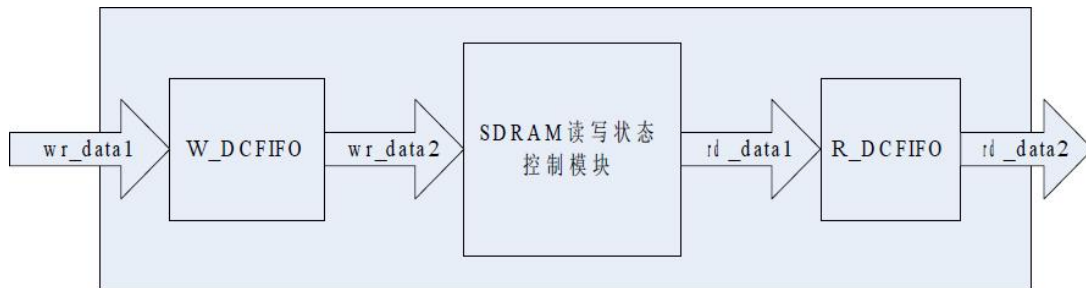 wr_data1
W_DCFIFO
wr_data2
SDRAM读写状态
控制模块
rd_data1
R_DCFIFO
rd_data2